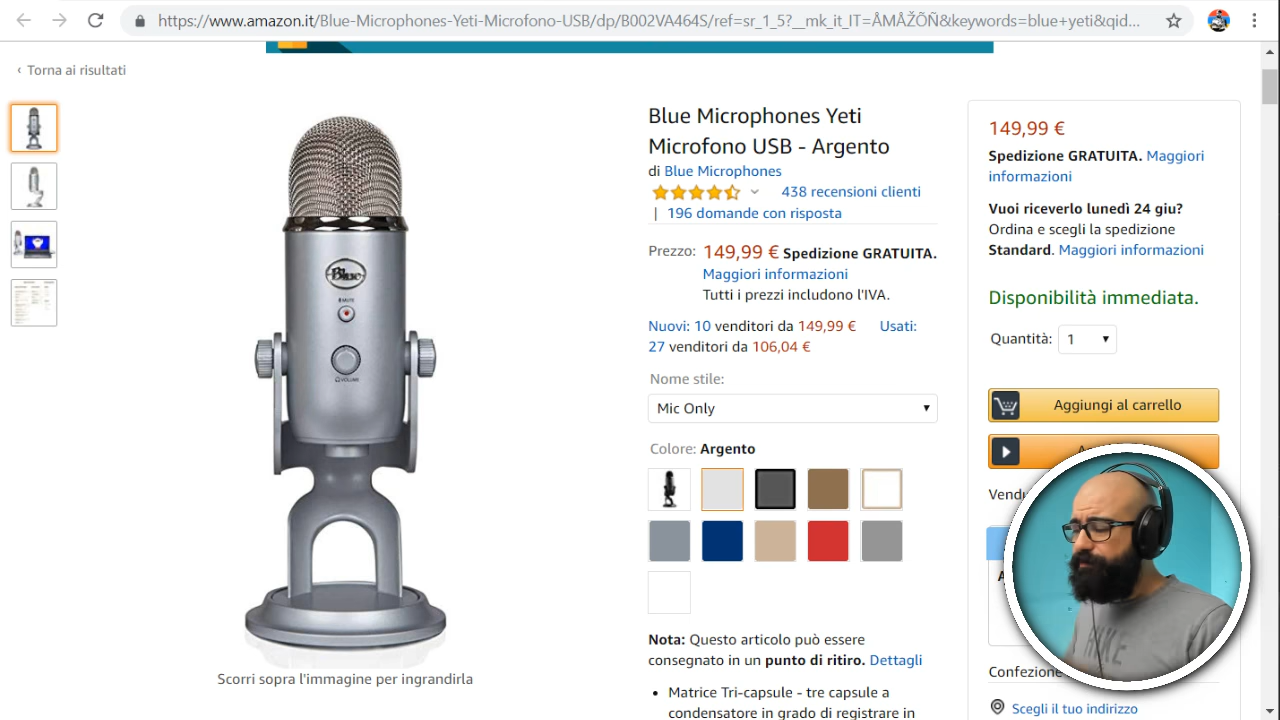 https://www.amazon.it/Blue-Microphones-Yeti-Microfono-USB/dp/B002VA464S/ref=sr_1_5?__mk_it_IT=ÅMÅŽÕÑ&keywords=blue+yeti&qid...
‹ Torna ai risultati
Blue
MUTE
VOLUME
Scorri sopra l'immagine per ingrandirla
Blue Microphones Yeti
Microfono USB - Argento
di Blue Microphones
438 recensioni clienti
| 196 domande con risposta
Prezzo: 149,99 € Spedizione GRATUITA.
Maggiori informazioni
Tutti i prezzi includono l'IVA.
Nuovi: 10 venditori da 149,99 € Usati:
27 venditori da 106,04 €
Nome stile:
Mic Only
Colore: Argento
Nota: Questo articolo può essere
consegnato in un punto di ritiro. Dettagli
• Matrice Tri-capsule - tre capsule a
condensatore in grado di registrare in
149,99 €
Spedizione GRATUITA. Maggiori
informazioni
Vuoi riceverlo lunedì 24 giu?
Ordina e scegli la spedizione
Standard. Maggiori informazioni
Disponibilità immediata.
Quantità: 1
Aggiungi al carrello
Vendu
Confezione
Scegli il tuo indirizzo